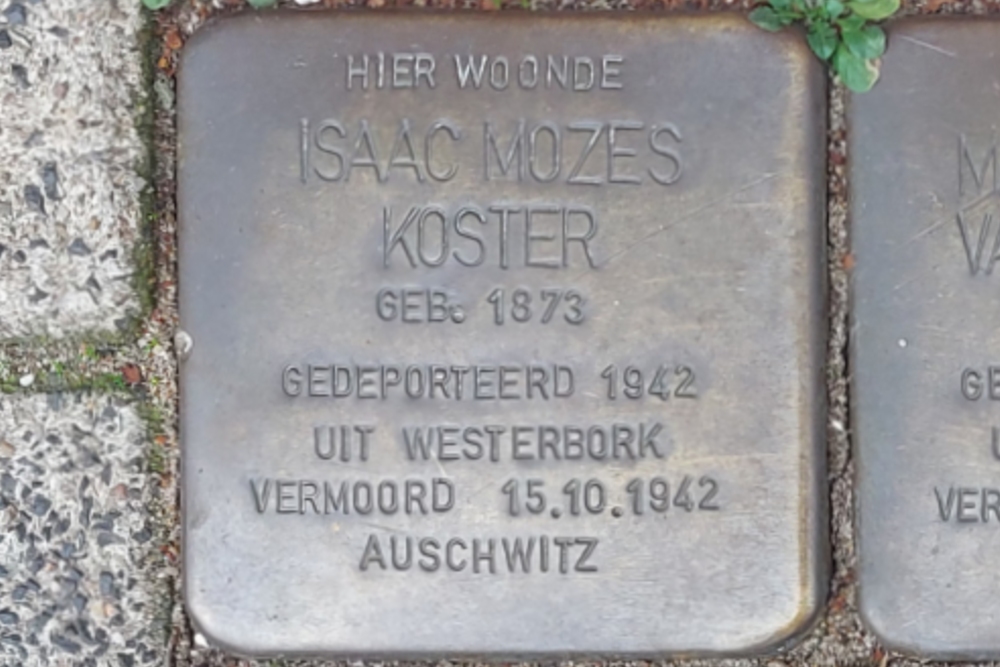 HIER WOONDE
ISAAC MOZES
KOSTER
GEB. 1873
GEDEPORTEERD 1942
UIT WESTERBORK
VERMOORD 15.10.1942
AUSCHWITZ